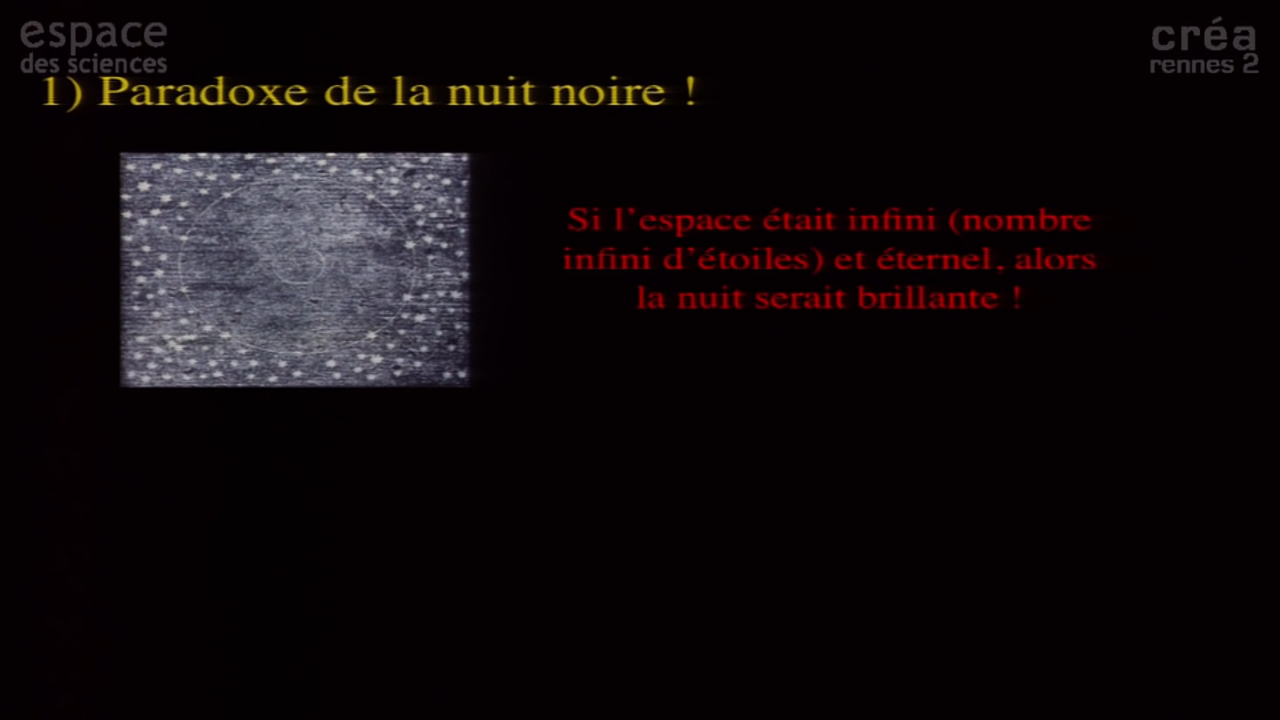 espace
des sciences
créa
rennes 2
1) Paradoxe de la nuit noire !
Si l'espace était infini (nombre
infini d'étoiles) et éternel, alors
la nuit serait brillante !